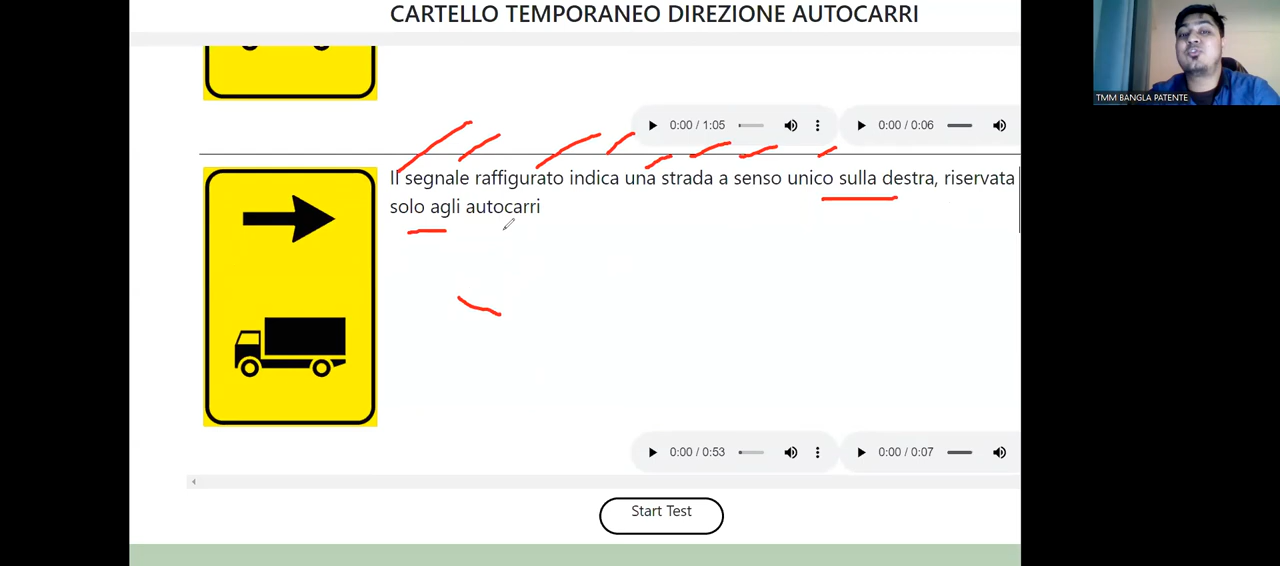 CARTELLO TEMPORANEO DIREZIONE AUTOCARRI
TMM BANGLA PATENTE
0:00 / 1:05
0:00 / 0:06
Il segnale raffigurato indica una strada a senso unico sulla destra, riservata
solo agli autocarri
0:00 / 0:53
0:00 / 0:07
Start Test